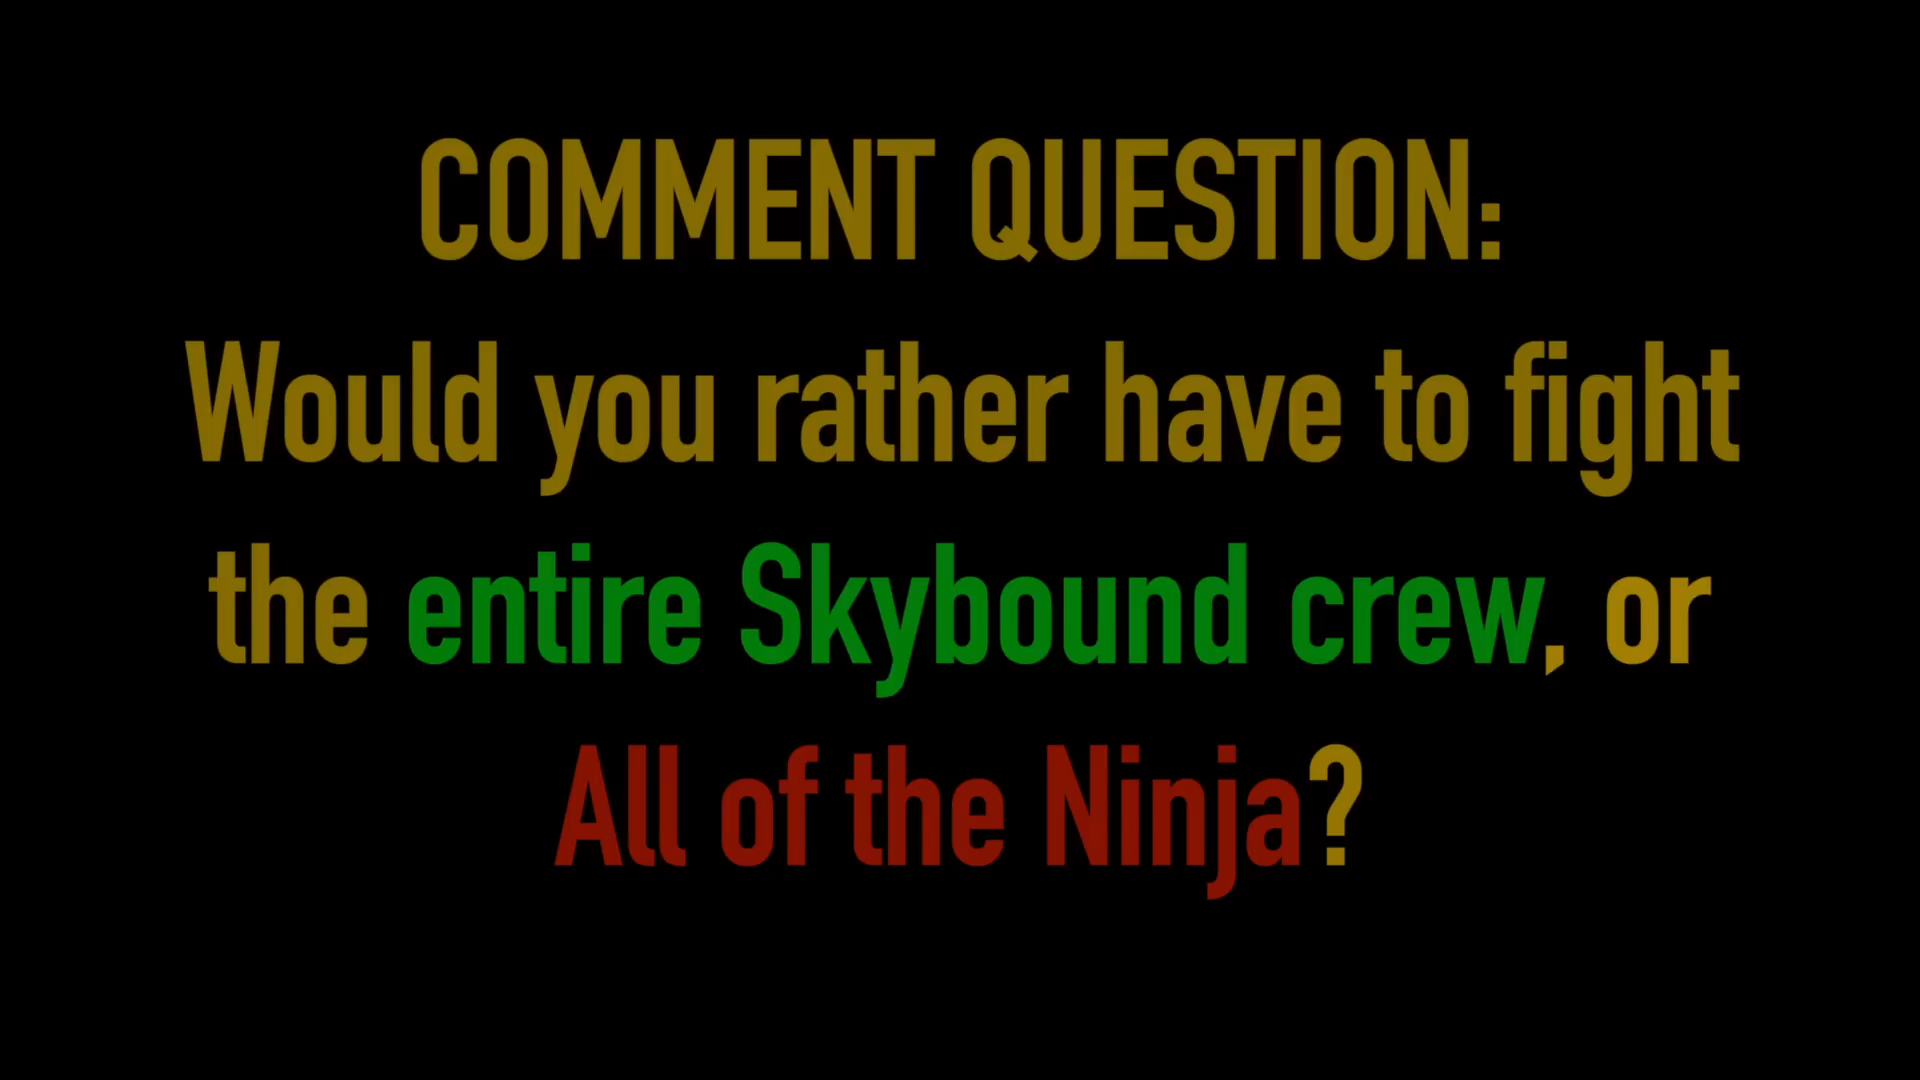 COMMENT QUESTION:
Would you rather have to fight
the entire Skybound crew, or
All of the Ninja?